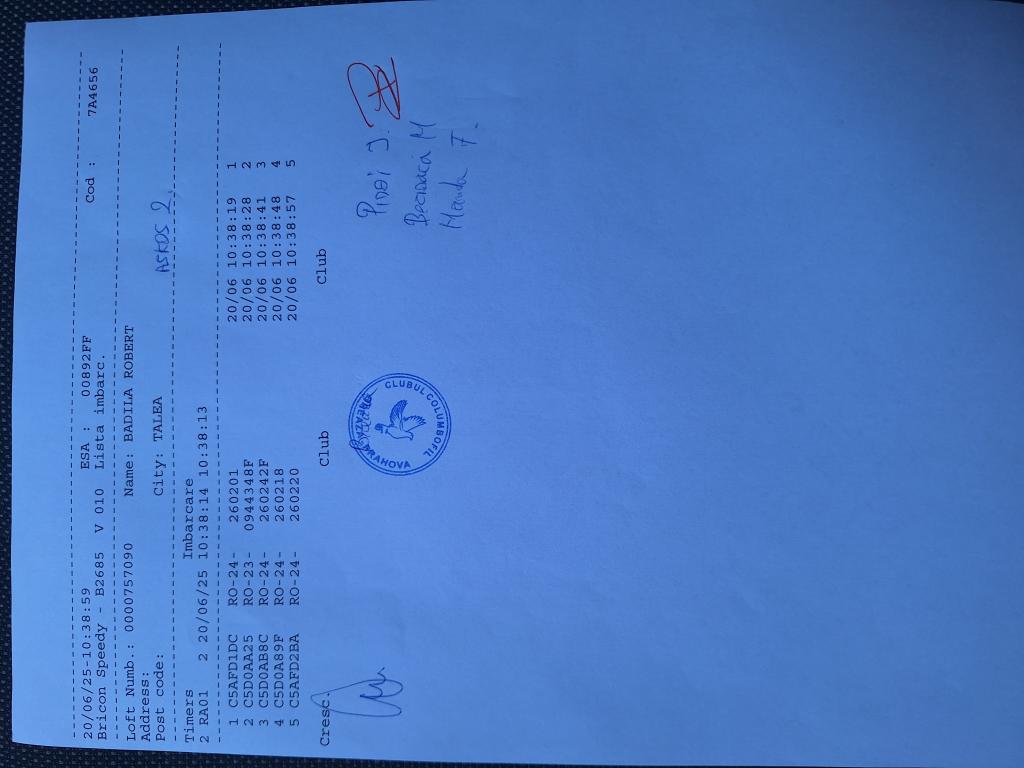 --------------------------------------------------------------------------------
20/06/25-10:38:59 ESA : 00892FF
Bricon Speedy - B2685 V 010 Lista imbarc. Cod : 7A4656
--------------------------------------------------------------------------------
Loft Numb.: 0000757090 Name: BADILA ROBERT
Address:
Post code: City: TALEA ASKOS 2.
--------------------------------------------------------------------------------
Timers Imbarcare
2 RA01 2 20/06/25 10:38:14 10:38:13
--------------------------------------------------------------------------------
1 C5AFD1DC RO-24- 260201 20/06 10:38:19 1
2 C5D0AA25 RO-23- 0944348F 20/06 10:38:28 2
3 C5D0AB8C RO-24- 260242F 20/06 10:38:41 3
4 C5D0A89F RO-24- 260218 20/06 10:38:48 4
5 C5AFD2BA RO-24- 260220 20/06 10:38:57 5
Cresc. Club Club
CLUBUL COLUMBOFIL
PRAHOVA
J.
M
F.